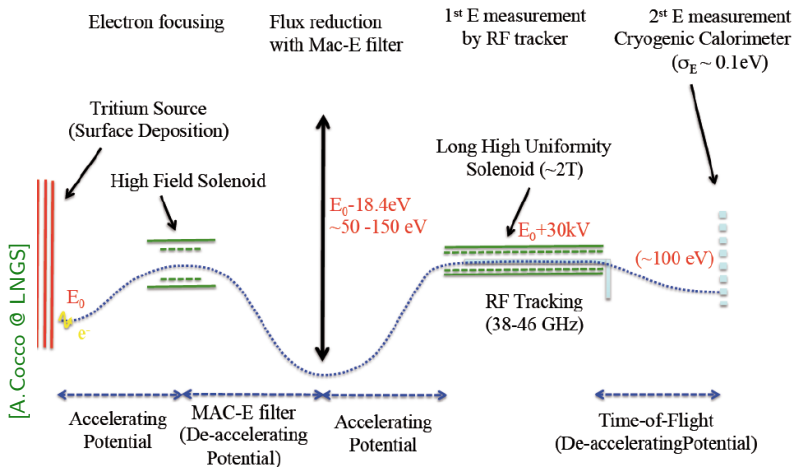 Electron focusing
Flux reduction
with Mac-E filter
1st E measurement
by RF tracker
2st E measurement
Cryogenic Calorimeter
(σE ~ 0.1eV)
Tritium Source
(Surface Deposition)
High Field Solenoid
Long High Uniformity
Solenoid (~2T)
E0-18.4eV
~50 -150 eV
E0+30kV
(~100 eV)
E0
e-
RF Tracking
(38-46 GHz)
[A. Cocco @ LNGS]
Accelerating
Potential
MAC-E filter
(De-accelerating
Potential)
Accelerating
Potential
Time-of-Flight
(De-acceleratingPotential)